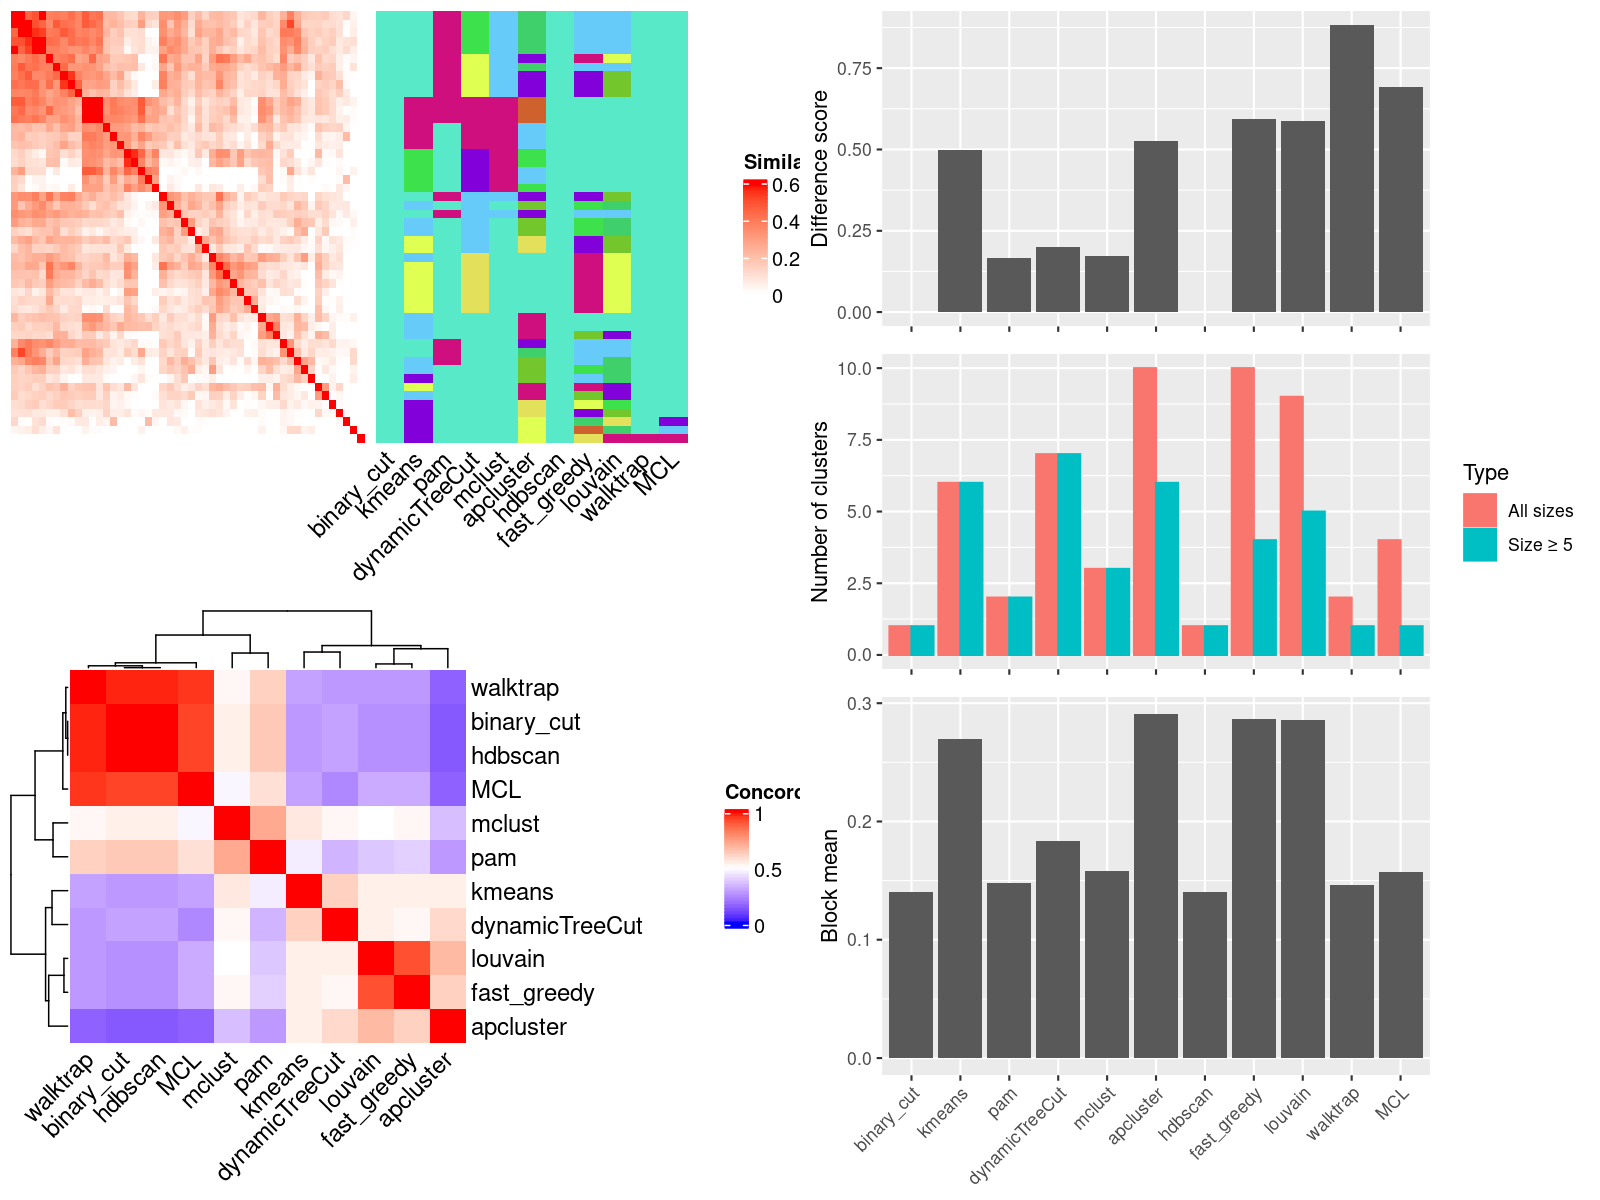 Simila
0.6
0.4
0.2
0
binary_cut
kmeans
pam
dynamicTreeCut
mclust
apcluster
hdbscan
fast_greedy
louvain
walktrap
MCL
walktrap
binary_cut
hdbscan
MCL
mclust
pam
kmeans
dynamicTreeCut
louvain
fast_greedy
apcluster
Concord
1
0.5
0
walktrap
binary_cut
hdbscan
MCL
mclust
pam
kmeans
dynamicTreeCut
louvain
fast_greedy
apcluster
Difference score
0.75
0.50
0.25
0.00
Number of clusters
10.0
7.5
5.0
2.5
0.0
Type
All sizes
Size ≥ 5
Block mean
0.3
0.2
0.1
0.0
binary_cut
kmeans
pam
dynamicTreeCut
mclust
apcluster
hdbscan
fast_greedy
louvain
walktrap
MCL